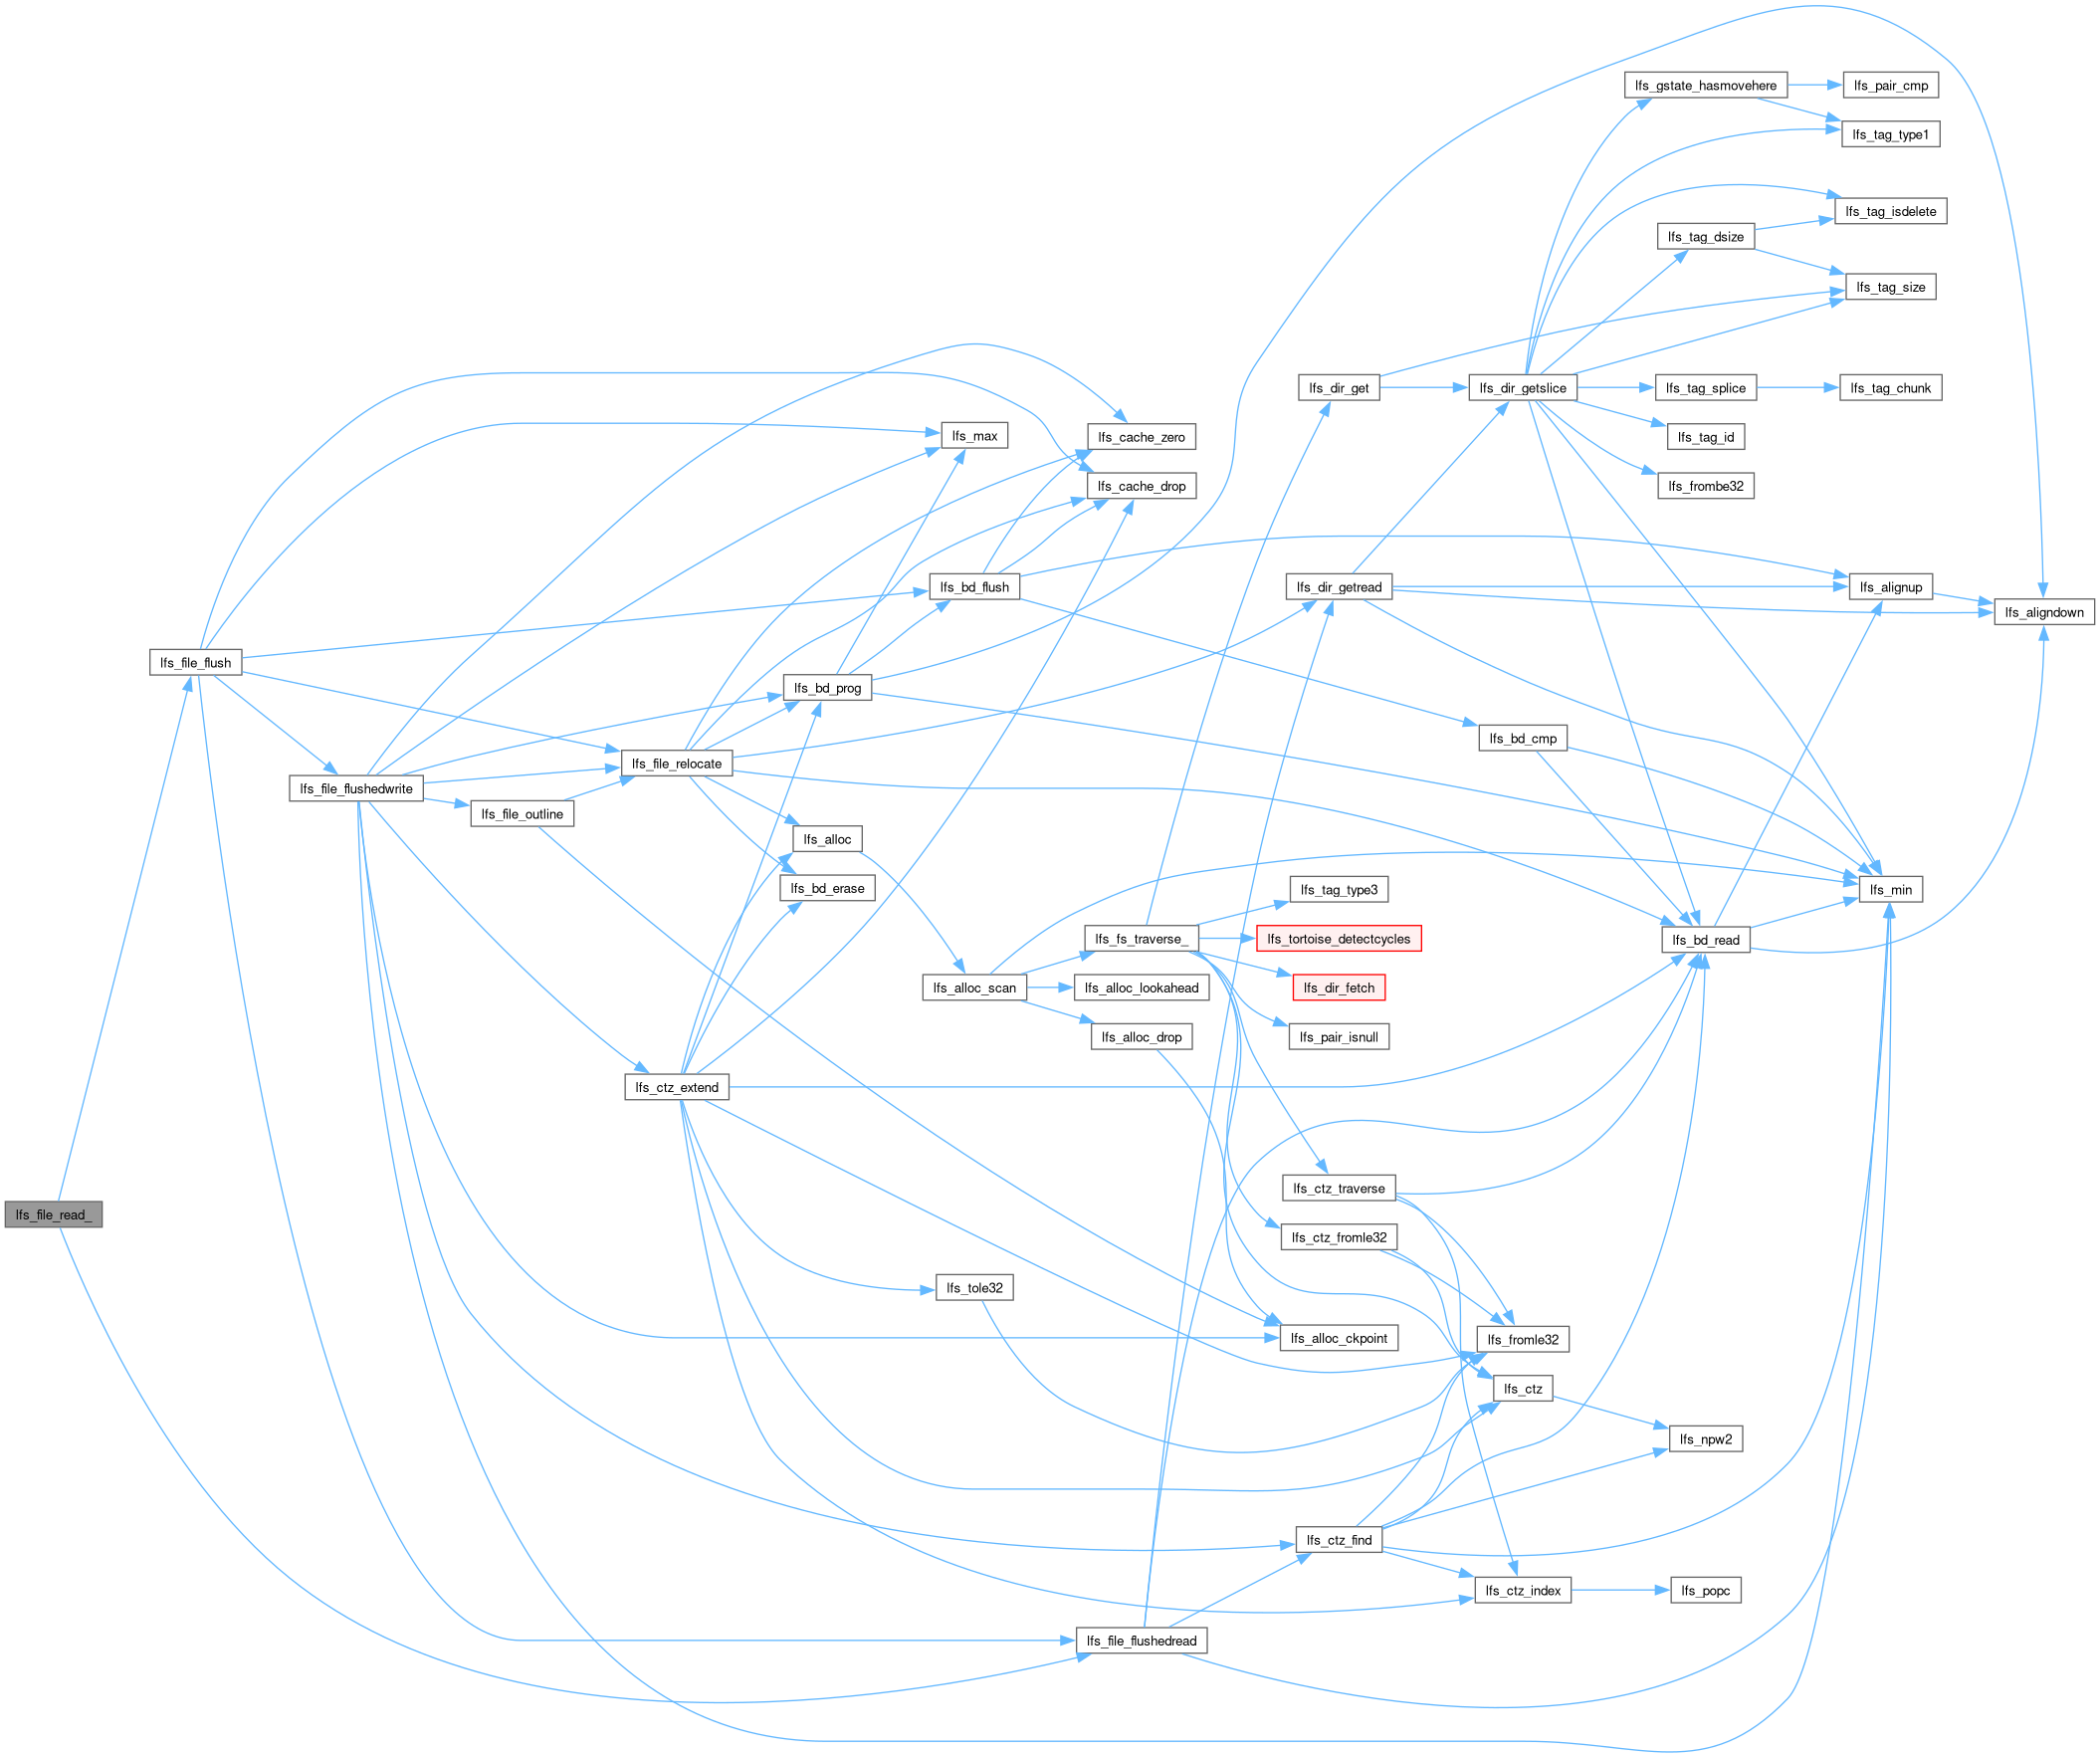 lfs_gstate_hasmovehere
lfs_pair_cmp
lfs_tag_type1
lfs_tag_isdelete
lfs_tag_dsize
lfs_tag_size
lfs_dir_get
lfs_dir_getslice
lfs_tag_splice
lfs_tag_chunk
lfs_max
lfs_cache_zero
lfs_tag_id
lfs_cache_drop
lfs_frombe32
lfs_bd_flush
lfs_dir_getread
lfs_alignup
lfs_aligndown
lfs_file_flush
lfs_bd_prog
lfs_bd_cmp
lfs_file_relocate
lfs_file_flushedwrite
lfs_file_outline
lfs_alloc
lfs_bd_erase
lfs_tag_type3
lfs_min
lfs_fs_traverse_
lfs_tortoise_detectcycles
lfs_bd_read
lfs_alloc_scan
lfs_alloc_lookahead
lfs_dir_fetch
lfs_alloc_drop
lfs_pair_isnull
lfs_ctz_extend
lfs_ctz_traverse
lfs_file_read_
lfs_ctz_fromle32
lfs_tole32
lfs_alloc_ckpoint
lfs_fromle32
lfs_ctz
lfs_npw2
lfs_ctz_find
lfs_ctz_index
lfs_popc
lfs_file_flushedread